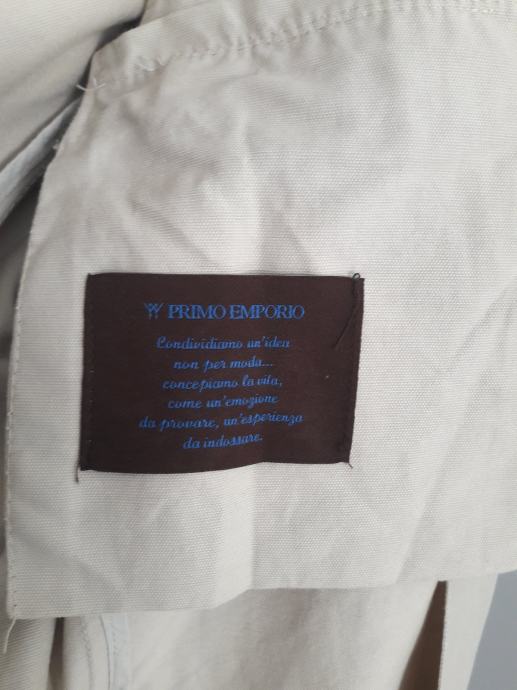 PRIMO EMPORIO
Condividiamo un'idea
non per moda...
concepiamo la vita,
come un'emozione
da provare, un'esperienza
da indossare.